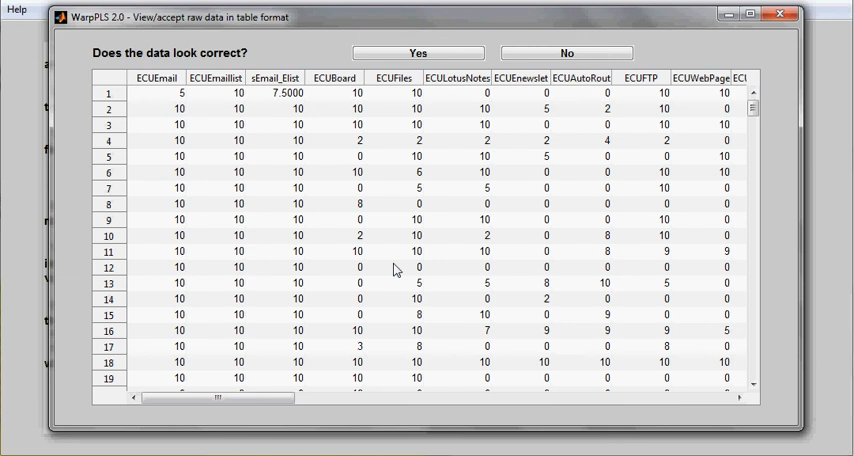 Help
WarpPLS 2.0 - View/accept raw data in table format
Does the data look correct?
Yes
No
ECUEmail ECUEmaillist sEmail_Elist ECUBoard ECUFiles ECULotusNotes ECUEnewslet ECUAutoRout ECUFTP ECUWebPage ECU
1 5 10 7.5000 10 10 0 0 0 10 10
2 10 10 10 10 10 10 5 2 10 0
3 10 10 10 10 10 10 0 0 10 10
4 10 10 10 2 2 2 2 4 2 0
5 10 10 10 0 10 10 5 0 0 10
6 10 10 10 10 6 10 0 0 10 10
7 10 10 10 0 5 5 0 0 10 0
8 10 10 10 8 0 0 0 0 0 0
9 10 10 10 0 10 10 0 0 10 0
10 10 10 10 2 10 2 0 8 10 0
11 10 10 10 10 10 10 0 8 9 9
12 10 10 10 0 0 0 0 0 0 0
13 10 10 10 0 5 5 8 10 5 0
14 10 10 10 0 10 0 2 0 0 0
15 10 10 10 0 8 10 0 9 0 0
16 10 10 10 10 10 7 9 9 9 5
17 10 10 10 3 8 0 0 0 8 0
18 10 10 10 10 10 10 10 10 10 10
19 10 10 10 10 10 0 0 0 0 0